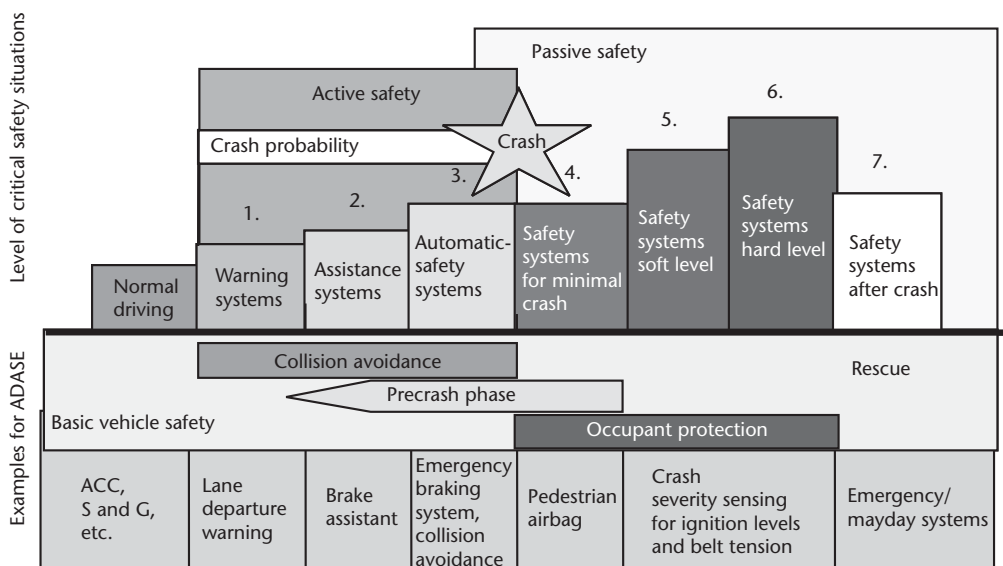 Level of critical safety situations
Passive safety
Active safety
Crash probability
Crash
1.
2.
3.
4.
5.
6.
7.
Normal
driving
Warning
systems
Assistance
systems
Automatic-
safety
systems
Safety
systems
for minimal
crash
Safety
systems
soft level
Safety
systems
hard level
Safety
systems
after crash
Examples for ADASE
Collision avoidance
Rescue
Precrash phase
Basic vehicle safety
Occupant protection
ACC,
S and G,
etc.
Lane
departure
warning
Brake
assistant
Emergency
braking
system,
collision
avoidance
Pedestrian
airbag
Crash
severity sensing
for ignition levels
and belt tension
Emergency/
mayday systems